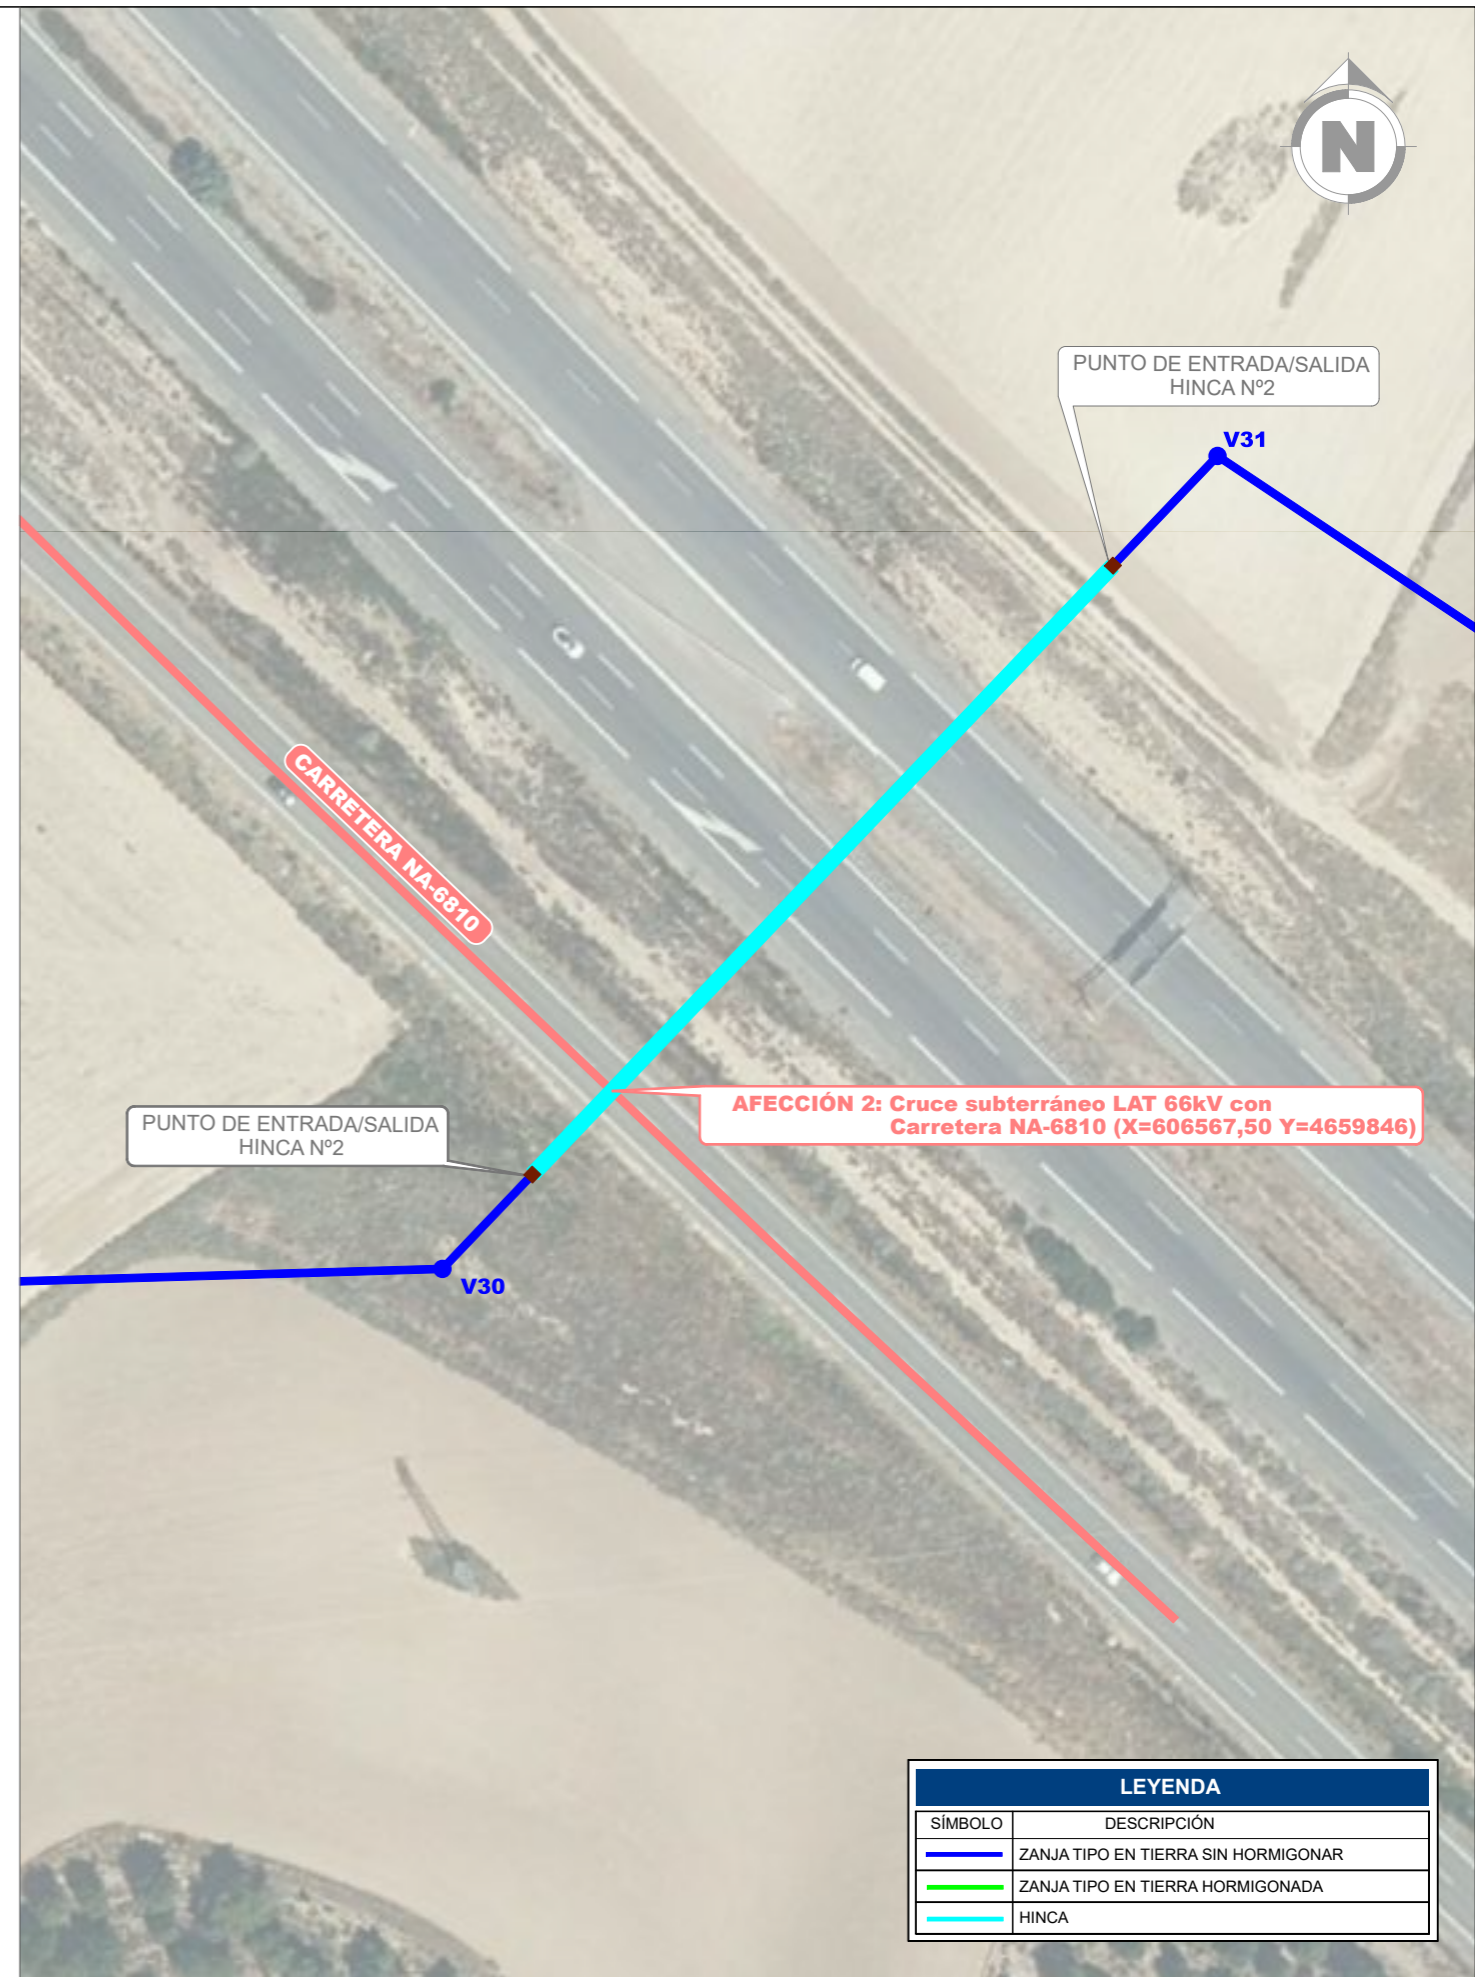 N
PUNTO DE ENTRADA/SALIDA
HINCA Nº2
V31
CARRETERA NA-6810
AFECCIÓN 2: Cruce subterráneo LAT 66kV con
Carretera NA-6810 (X=606567,50 Y=4659846)
PUNTO DE ENTRADA/SALIDA
HINCA Nº2
V30
LEYENDA
SÍMBOLO DESCRIPCIÓN
ZANJA TIPO EN TIERRA SIN HORMIGONAR
ZANJA TIPO EN TIERRA HORMIGONADA
HINCA